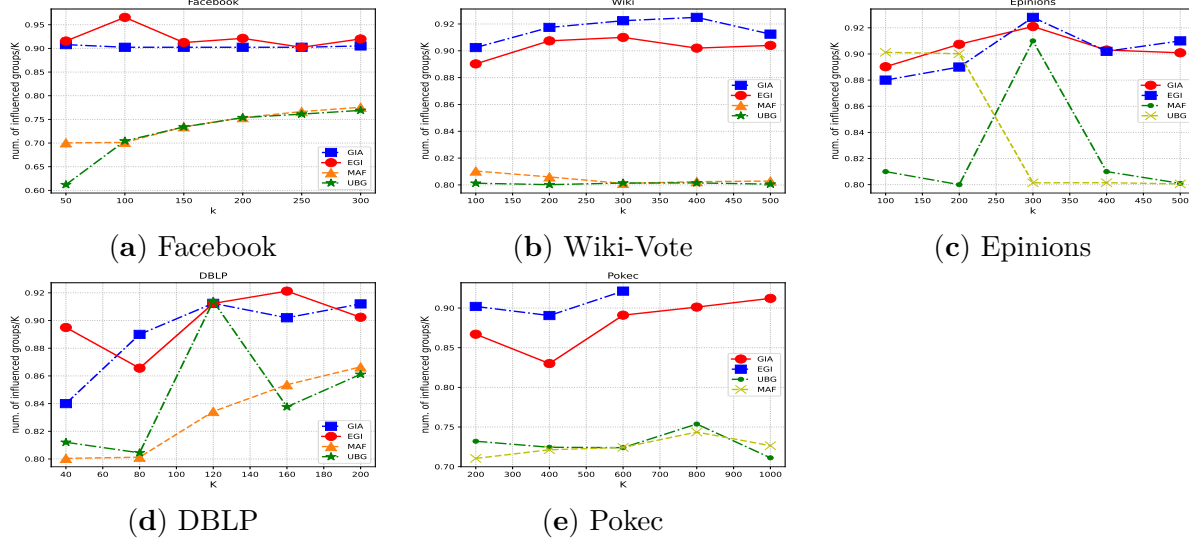 Facebook
num. of influenced groups/K
0.95
0.90
0.85
0.80
0.75
0.70
0.65
0.60
GIA
EGI
MAF
UBG
50 100 150 200 250 300
k
(a) Facebook
Wiki
num. of influenced groups/K
0.92
0.90
0.88
0.86
0.84
0.82
0.80
GIA
EGI
MAF
UBG
100 200 300 400 500
k
(b) Wiki-Vote
Epinions
num. of influenced groups/K
0.92
0.90
0.88
0.86
0.84
0.82
0.80
GIA
EGI
MAF
UBG
100 150 200 250 300 350 400 450 500
k
(c) Epinions
DBLP
num. of influenced groups/K
0.92
0.90
0.88
0.86
0.84
0.82
0.80
GIA
EGI
MAF
UBG
40 60 80 100 120 140 160 180 200
K
(d) DBLP
Pokec
num. of influenced groups/K
0.90
0.85
0.80
0.75
0.70
GIA
EGI
UBG
MAF
200 300 400 500 600 700 800 900 1000
K
(e) Pokec